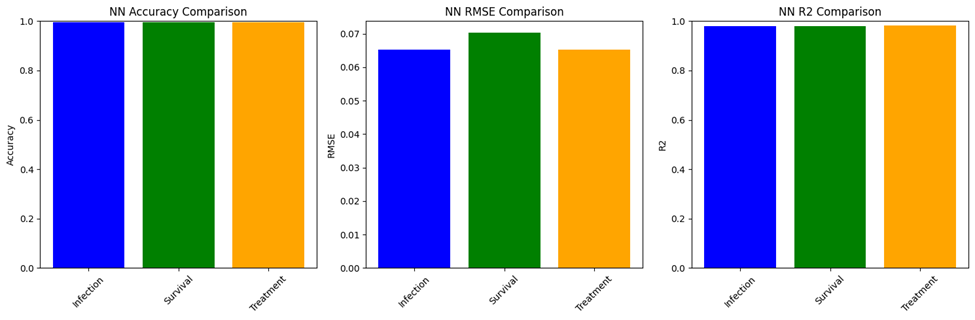 NN Accuracy Comparison
Accuracy
1.0
0.8
0.6
0.4
0.2
0.0
Infection
Survival
Treatment
NN RMSE Comparison
RMSE
0.07
0.06
0.05
0.04
0.03
0.02
0.01
0.00
Infection
Survival
Treatment
NN R2 Comparison
R2
1.0
0.8
0.6
0.4
0.2
0.0
Infection
Survival
Treatment